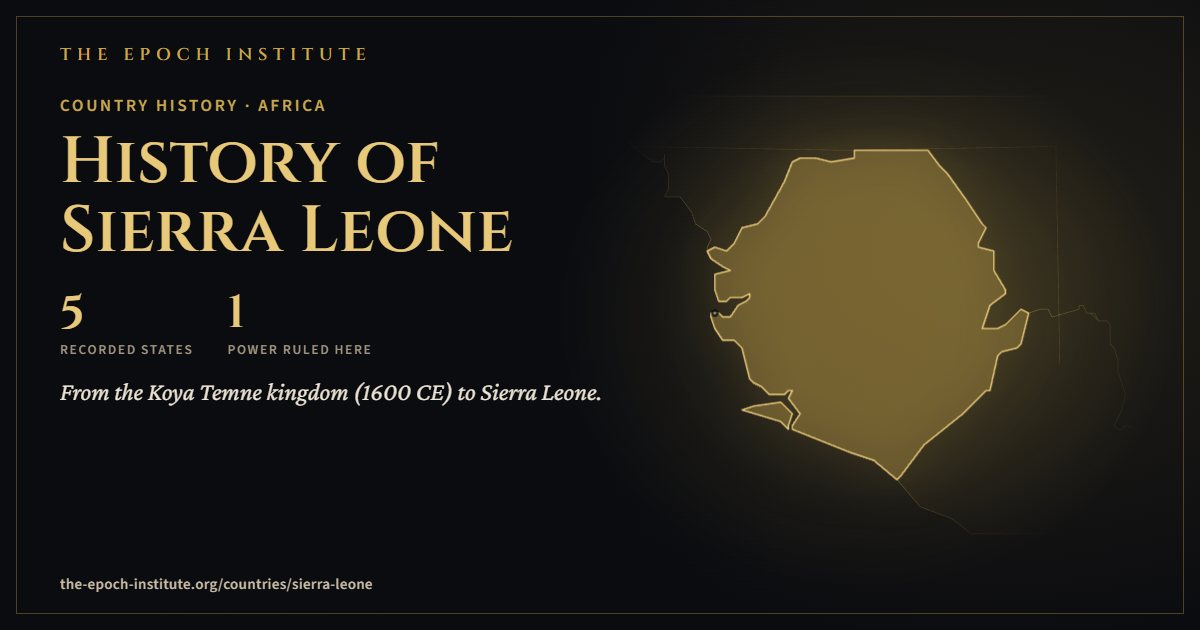 THE EPOCH INSTITUTE
COUNTRY HISTORY · AFRICA
History of
Sierra Leone
5
1
RECORDED STATES
POWER RULED HERE
From the Koya Temne kingdom (1600 CE) to Sierra Leone.
the-epoch-institute.org/countries/sierra-leone